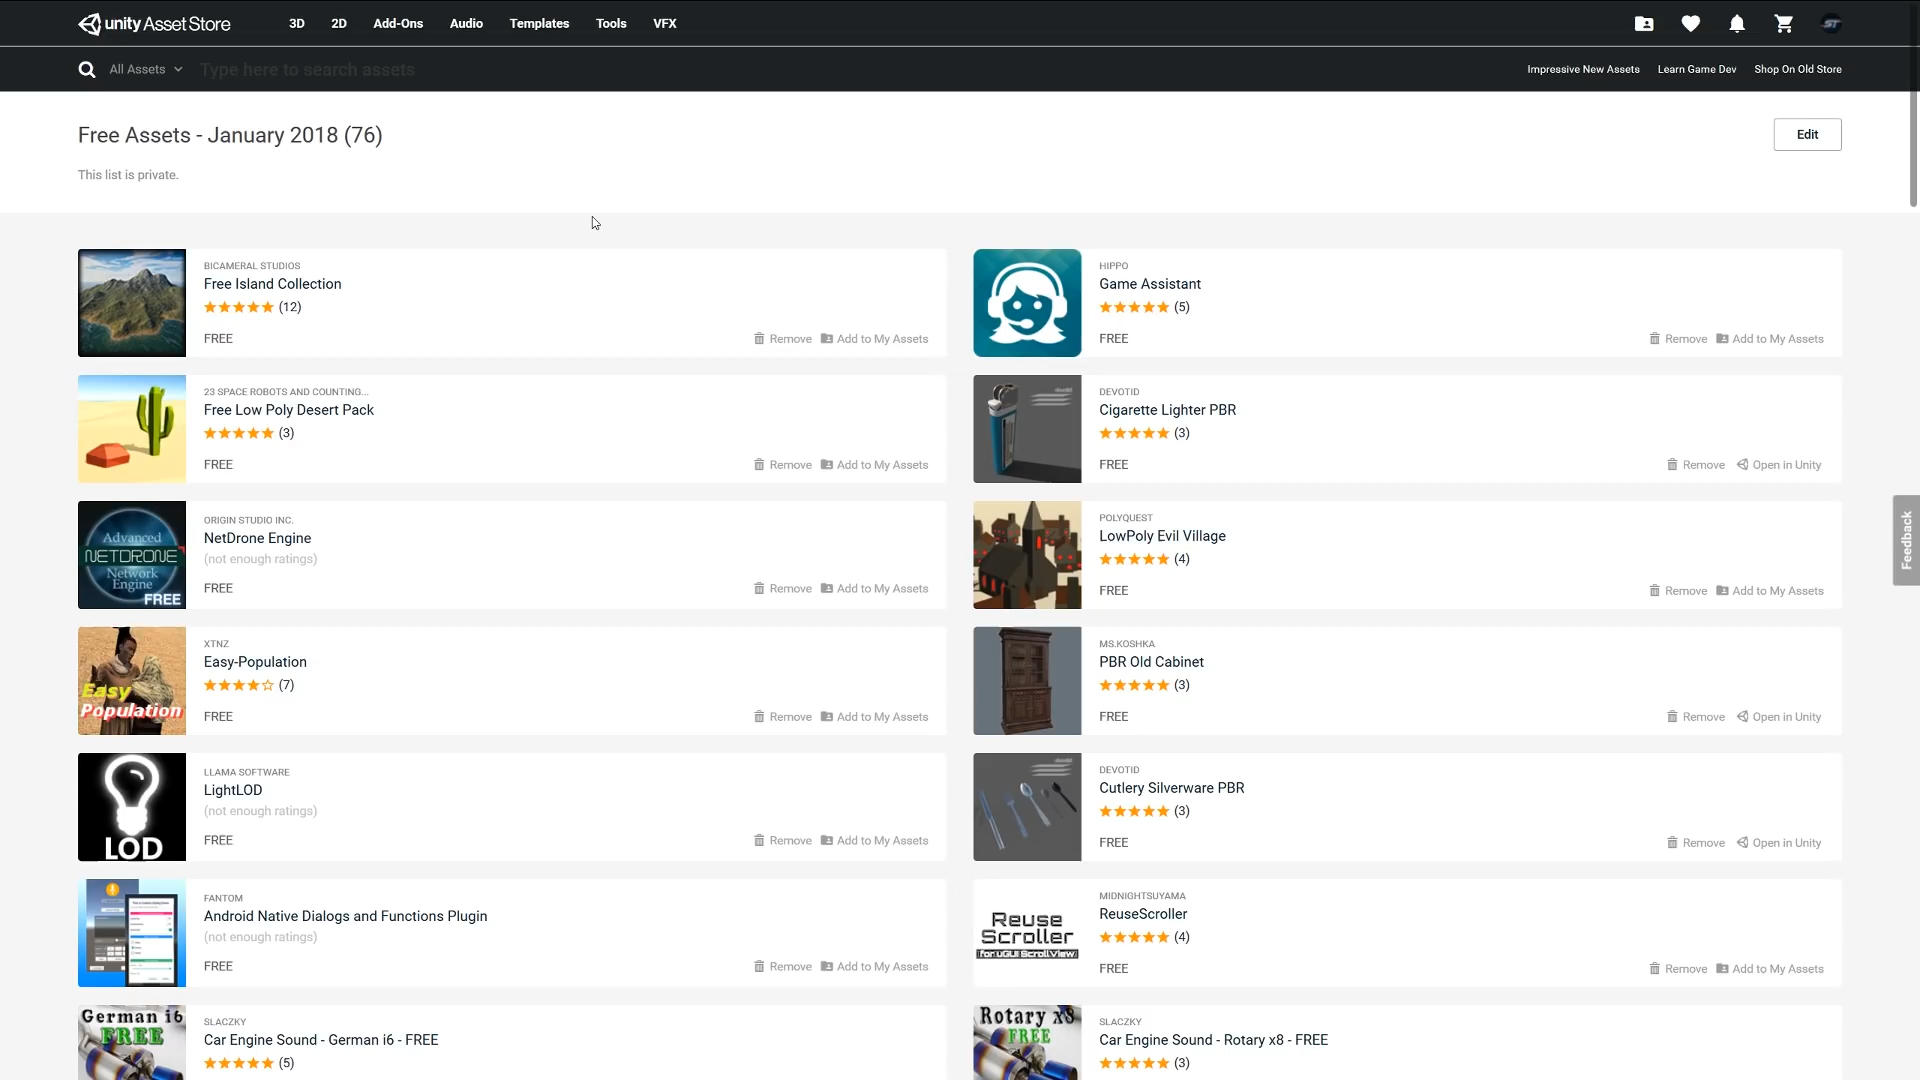 unity Asset Store
3D 2D Add-Ons Audio Templates Tools VFX
ST
All Assets
Type here to search assets
Impressive New Assets Learn Game Dev Shop On Old Store
Free Assets - January 2018 (76)
Edit
This list is private.
BICAMERAL STUDIOS
Free Island Collection
(12)
FREE
Remove Add to My Assets
HIPPO
Game Assistant
(5)
FREE
Remove Add to My Assets
23 SPACE ROBOTS AND COUNTING...
Free Low Poly Desert Pack
(3)
FREE
Remove Add to My Assets
DEVOTID
Cigarette Lighter PBR
(3)
FREE
Remove Open in Unity
Advanced
NETDRONE
Network
Engine
FREE
ORIGIN STUDIO INC.
NetDrone Engine
(not enough ratings)
FREE
Remove Add to My Assets
POLYQUEST
LowPoly Evil Village
(4)
FREE
Remove Add to My Assets
Feedback
Easy
Population
XTNZ
Easy-Population
(7)
FREE
Remove Add to My Assets
MS.KOSHKA
PBR Old Cabinet
(3)
FREE
Remove Open in Unity
LOD
LLAMA SOFTWARE
LightLOD
(not enough ratings)
FREE
Remove Add to My Assets
DEVOTID
Cutlery Silverware PBR
(3)
FREE
Remove Open in Unity
FANTOM
Android Native Dialogs and Functions Plugin
(not enough ratings)
FREE
Remove Add to My Assets
Reuse
Scroller
for uGUI ScrollView
MIDNIGHTSUYAMA
ReuseScroller
(4)
FREE
Remove Add to My Assets
German i6
FREE
SLACZKY
Car Engine Sound - German i6 - FREE
(5)
Rotary x8
FREE
SLACZKY
Car Engine Sound - Rotary x8 - FREE
(3)